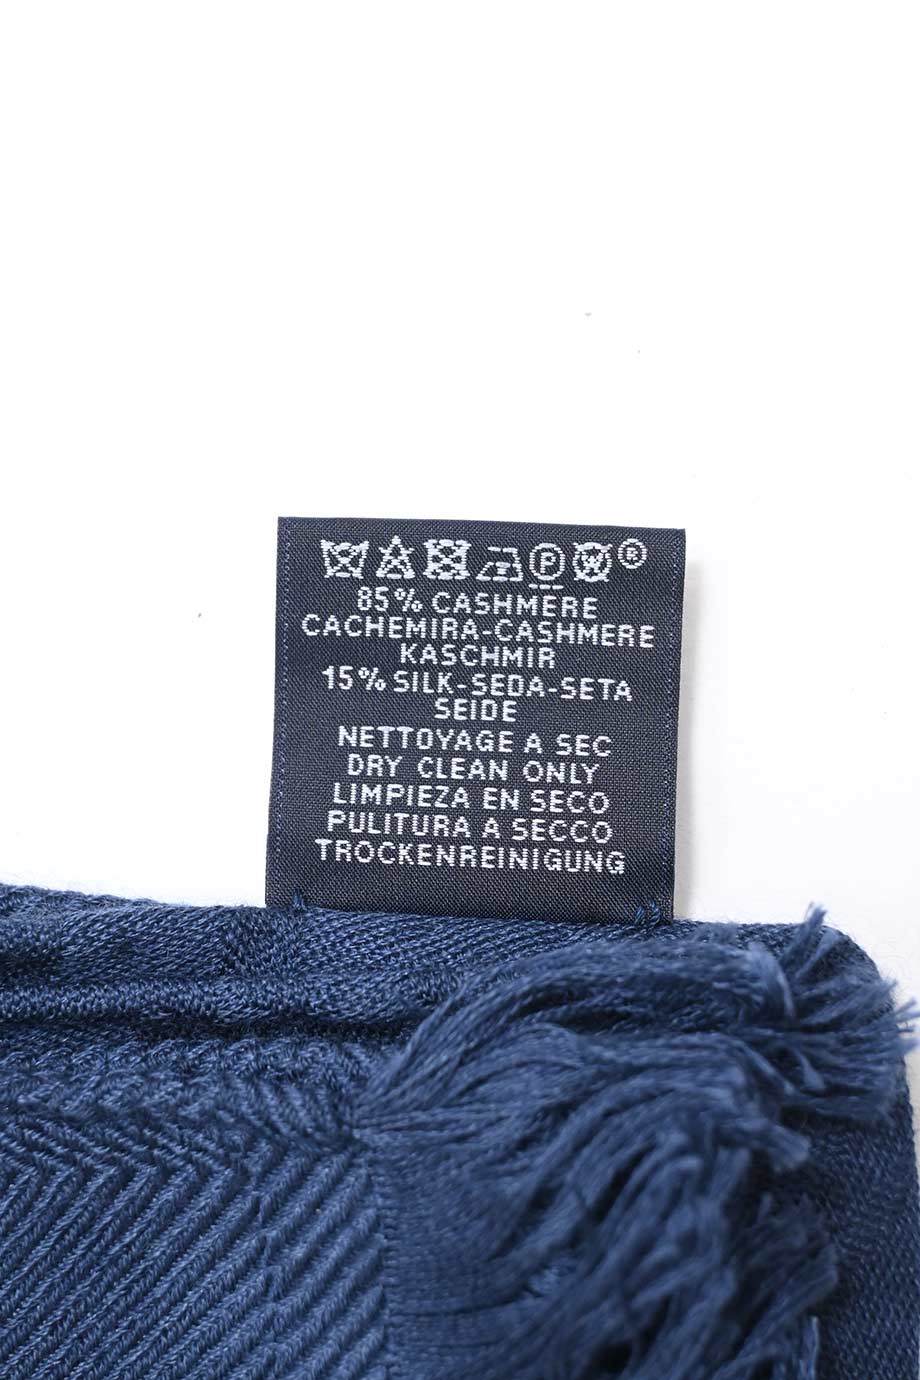 P W ®
85% CASHMERE
CACHEMIRA-CASHMERE
KASCHMIR
15% SILK-SEDA-SETA
SEIDE
NETTOYAGE A SEC
DRY CLEAN ONLY
LIMPIEZA EN SECO
PULITURA A SECCO
TROCKENREINIGUNG